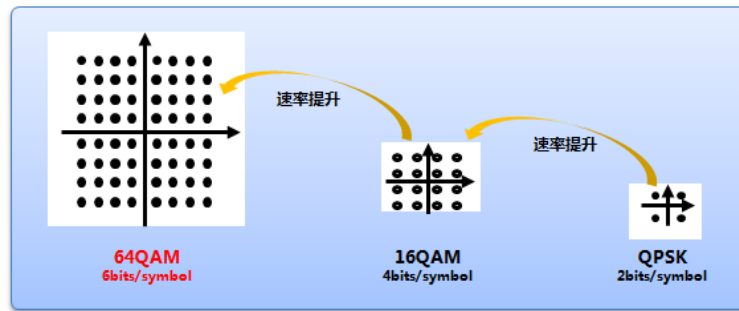 速率提升
速率提升
64QAM
6bits/symbol
16QAM
4bits/symbol
QPSK
2bits/symbol